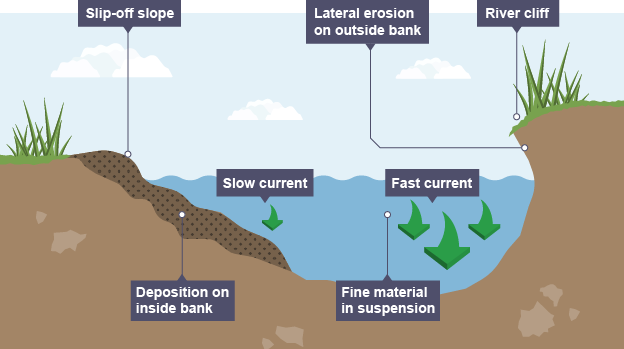 Slip-off slope
Lateral erosion
on outside bank
River cliff
Slow current
Fast current
Deposition on
inside bank
Fine material
in suspension